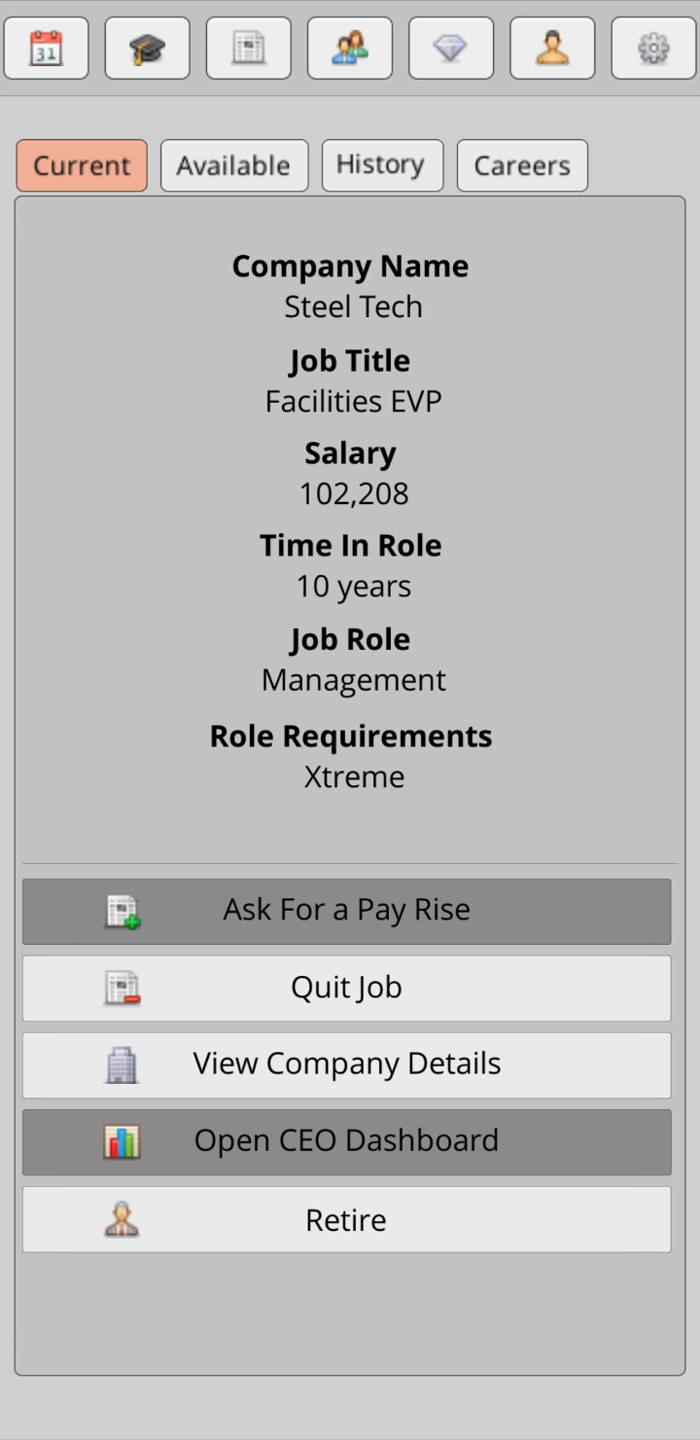 31
Current
Available
History
Careers
Company Name
Steel Tech
Job Title
Facilities EVP
Salary
102,208
Time In Role
10 years
Job Role
Management
Role Requirements
Xtreme
Ask For a Pay Rise
Quit Job
View Company Details
Open CEO Dashboard
Retire